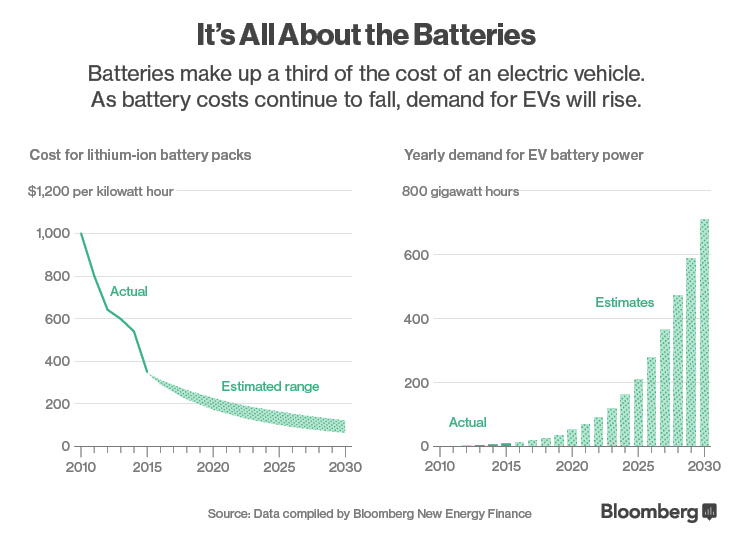 It's All About the Batteries
Batteries make up a third of the cost of an electric vehicle.
As battery costs continue to fall, demand for EVs will rise.
Cost for lithium-ion battery packs
$1,200 per kilowatt hour
1,000
800
600
400
200
0
Actual
Estimated range
2010 2015 2020 2025 2030
Yearly demand for EV battery power
800 gigawatt hours
600
400
200
0
Estimates
Actual
2010 2015 2020 2025 2030
Source: Data compiled by Bloomberg New Energy Finance
Bloomberg